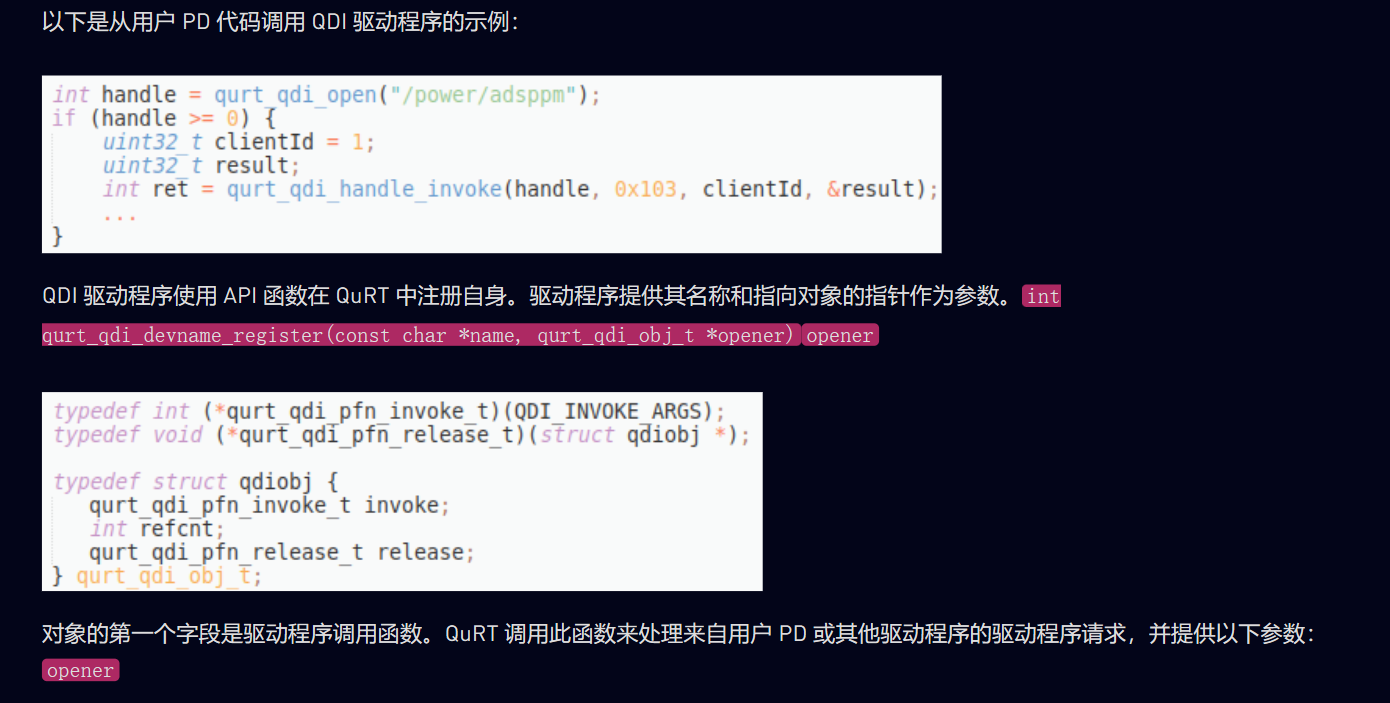 以下是从用户 PD 代码调用 QDI 驱动程序的示例：
int handle = qurt_qdi_open("/power/adsppm");
if (handle >= 0) {
    uint32_t clientId = 1;
    uint32_t result;
    int ret = qurt_qdi_handle_invoke(handle, 0x103, clientId, &result);
    ...
}
QDI 驱动程序使用 API 函数在 QuRT 中注册自身。驱动程序提供其名称和指向对象的指针作为参数。int
qurt_qdi_devname_register(const char *name, qurt_qdi_obj_t *opener) opener
typedef int (*qurt_qdi_pfn_invoke_t)(QDI_INVOKE_ARGS);
typedef void (*qurt_qdi_pfn_release_t)(struct qdiobj *);
typedef struct qdiobj {
   qurt_qdi_pfn_invoke_t invoke;
   int refcnt;
   qurt_qdi_pfn_release_t release;
} qurt_qdi_obj_t;
对象的第一个字段是驱动程序调用函数。QuRT 调用此函数来处理来自用户 PD 或其他驱动程序的驱动程序请求，并提供以下参数：
opener